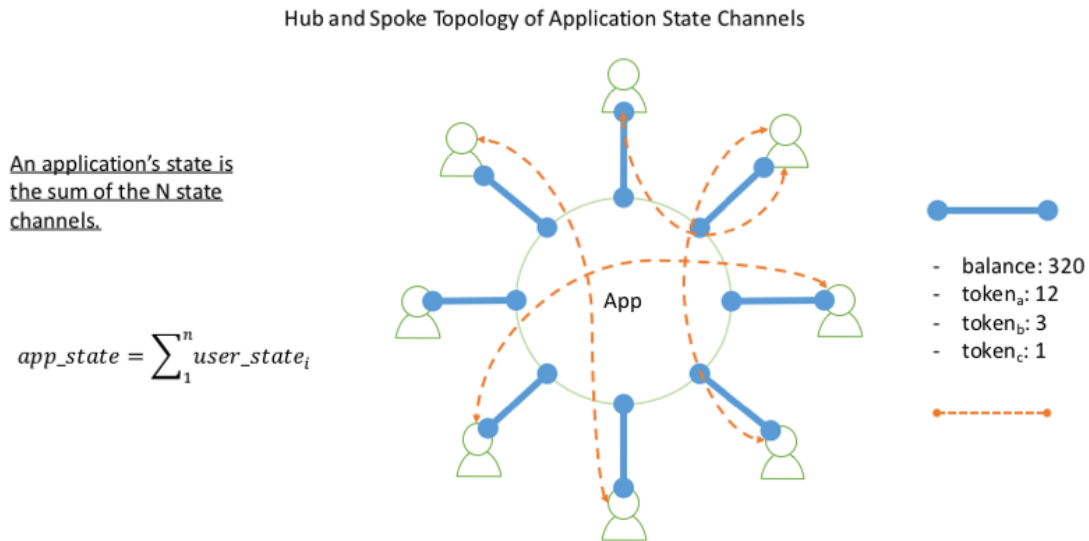 Hub and Spoke Topology of Application State Channels
An application’s state is
the sum of the N state
channels.
app_state = ∑₁ⁿ user_stateᵢ
App
- balance: 320
- tokenₐ: 12
- token_b: 3
- token_c: 1